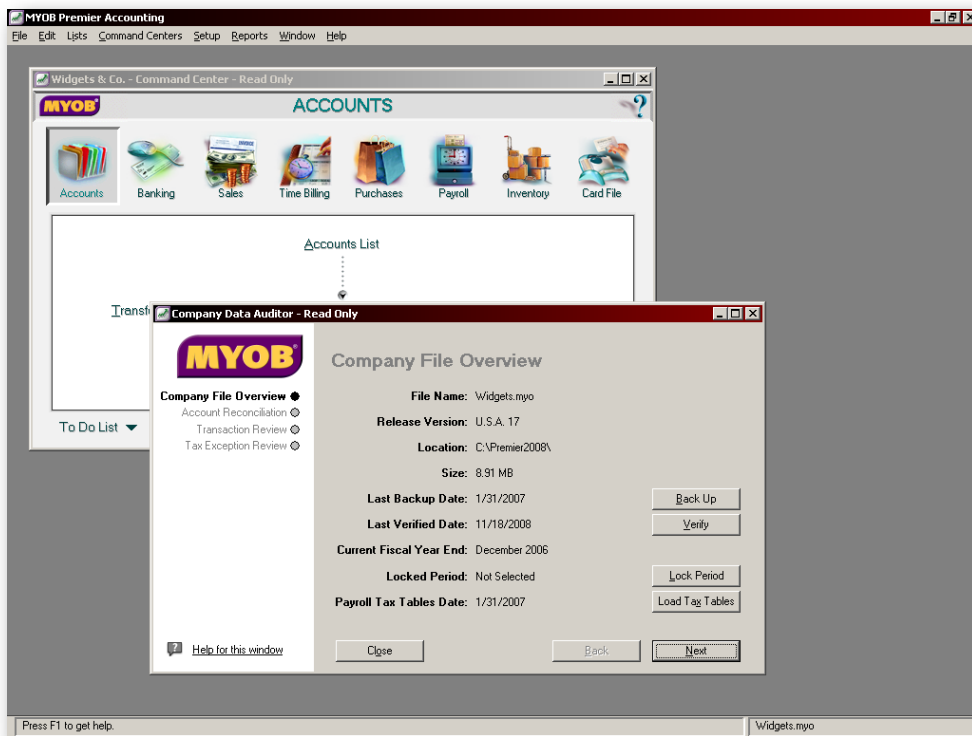 MYOB Premier Accounting
File Edit Lists Command Centers Setup Reports Window Help
Widgets & Co. - Command Center - Read Only
MYOB ACCOUNTS ?
Accounts Banking Sales Time Billing Purchases Payroll Inventory Card File
Accounts List
Transf
To Do List
Company Data Auditor - Read Only
MYOB
Company File Overview
Account Reconciliation
Transaction Review
Tax Exception Review
? Help for this window
Company File Overview
File Name: Widgets.myo
Release Version: U.S.A. 17
Location: C:\Premier2008\
Size: 8.91 MB
Last Backup Date: 1/31/2007 Back Up
Last Verified Date: 11/18/2008 Verify
Current Fiscal Year End: December 2006
Locked Period: Not Selected Lock Period
Payroll Tax Tables Date: 1/31/2007 Load Tax Tables
Close Back Next
Press F1 to get help. Widgets.myo